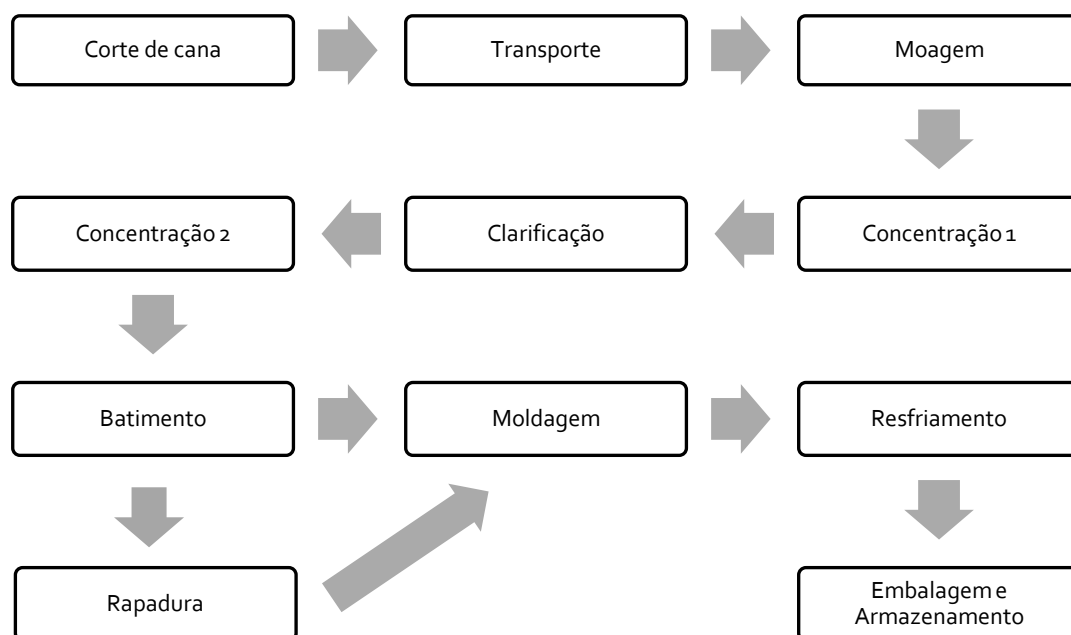 Corte de cana
Transporte
Moagem
Concentração 2
Clarificação
Concentração 1
Batimento
Moldagem
Resfriamento
Rapadura
Embalagem e
Armazenamento